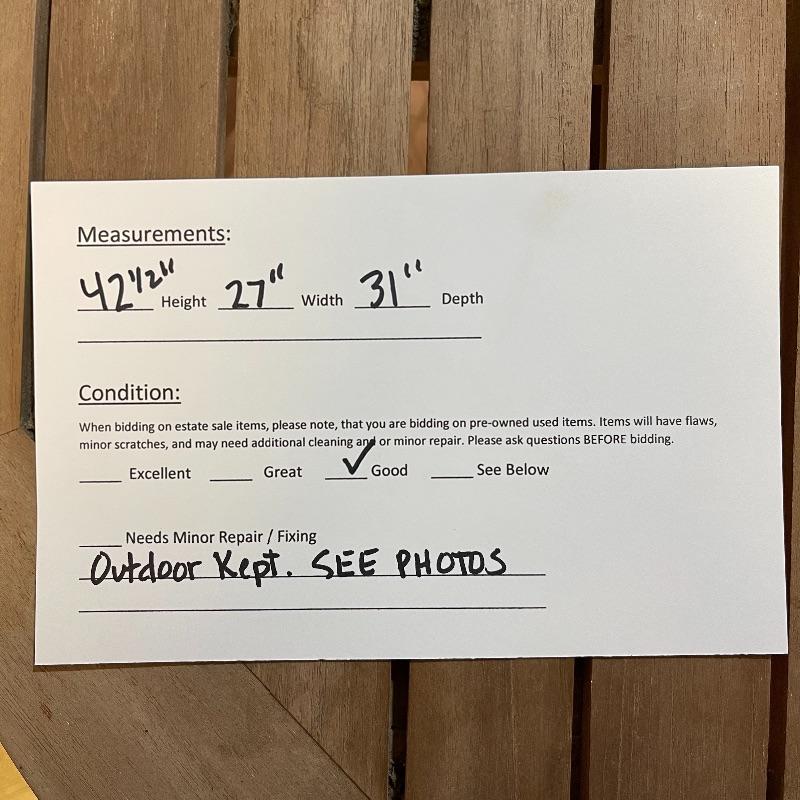 Measurements:
42 1/2" Height 27" Width 31" Depth
Condition:
When bidding on estate sale items, please note, that you are bidding on pre-owned used items. Items will have flaws,
minor scratches, and may need additional cleaning and or minor repair. Please ask questions BEFORE bidding.
Excellent Great ✓ Good See Below
Needs Minor Repair / Fixing
Outdoor Kept. SEE PHOTOS